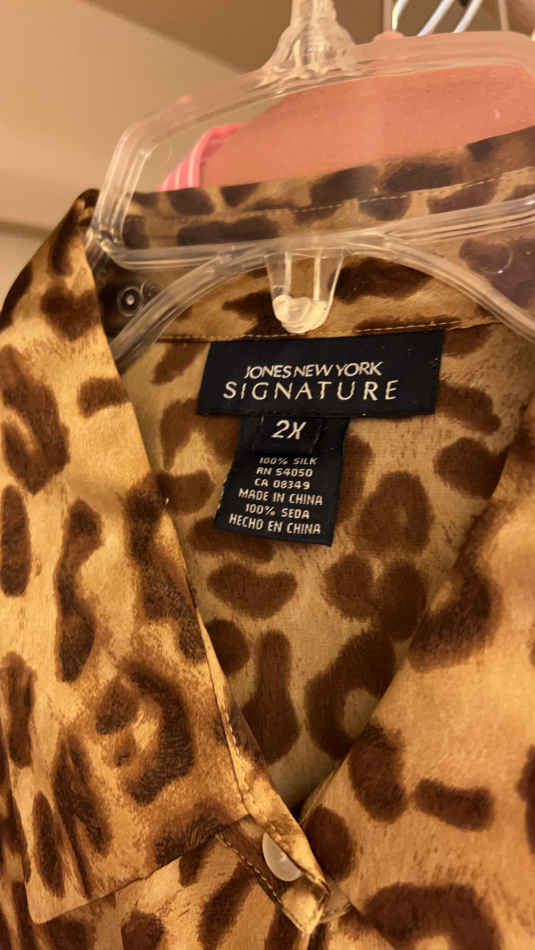 JONES NEW YORK
SIGNATURE
2X
100% SILK
RN 54050
CA 08349
MADE IN CHINA
100% SEDA
HECHO EN CHINA